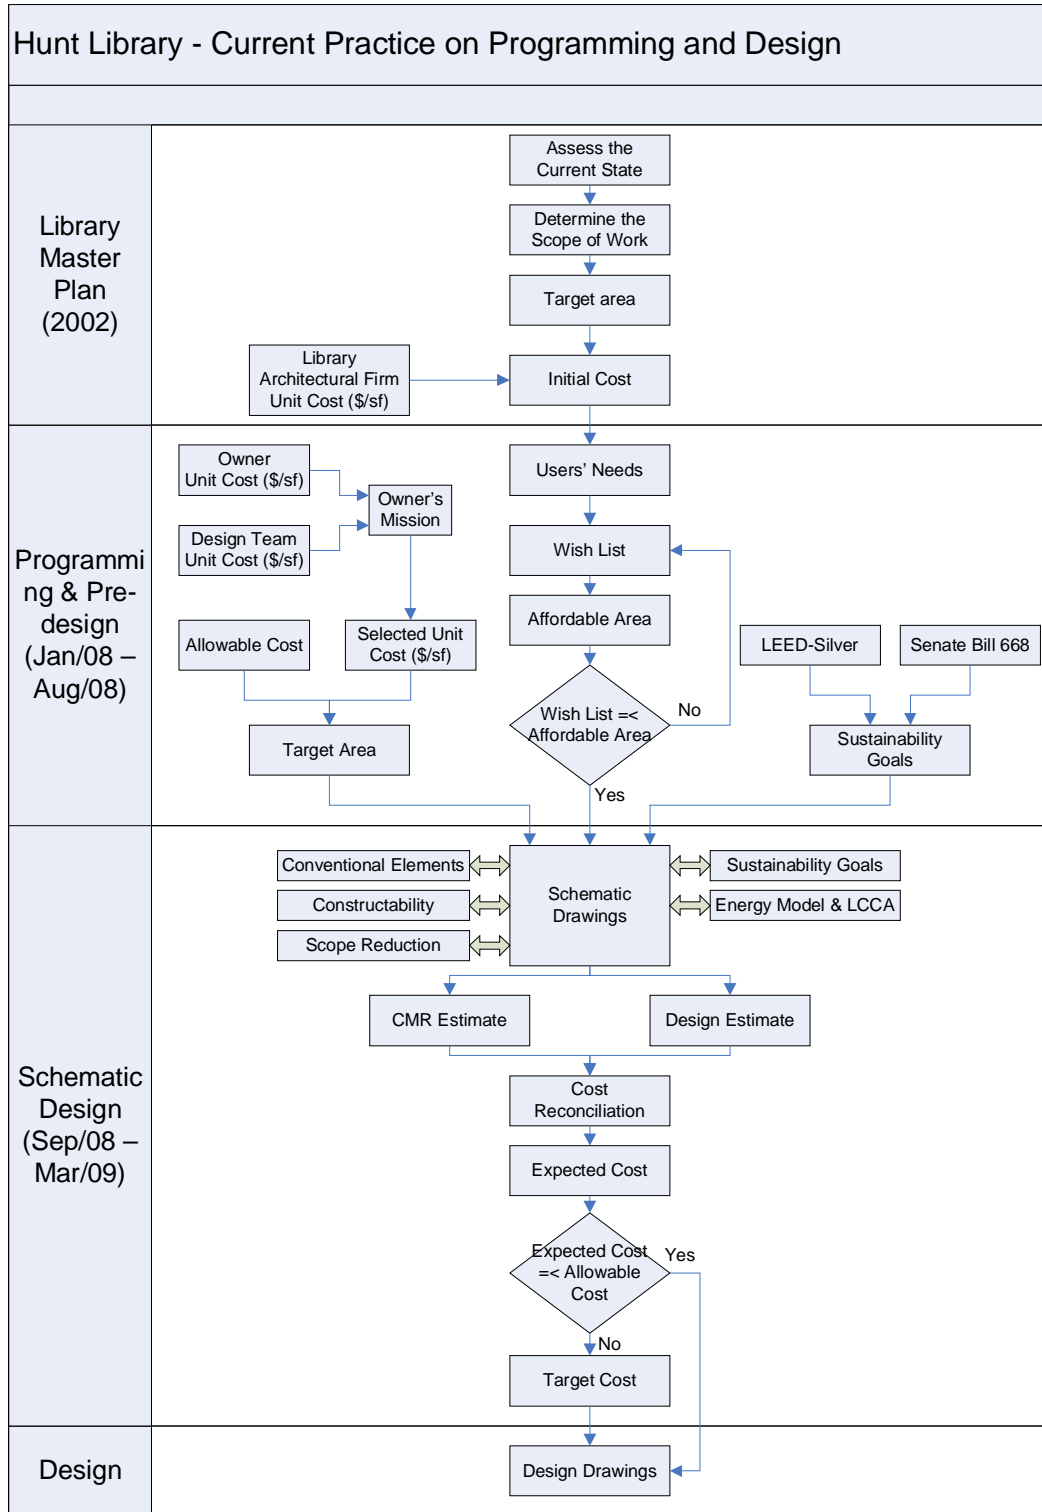 Hunt Library - Current Practice on Programming and Design
Library
Master
Plan
(2002)
Assess the
Current State
Determine the
Scope of Work
Target area
Library
Architectural Firm
Unit Cost ($/sf)
Initial Cost
Programmi
ng & Pre-
design
(Jan/08 –
Aug/08)
Owner
Unit Cost ($/sf)
Owner's
Mission
Design Team
Unit Cost ($/sf)
Allowable Cost
Selected Unit
Cost ($/sf)
Target Area
Users' Needs
Wish List
Affordable Area
Wish List =<
Affordable Area
No
Yes
LEED-Silver
Senate Bill 668
Sustainability
Goals
Schematic
Design
(Sep/08 –
Mar/09)
Conventional Elements
Constructability
Scope Reduction
Schematic
Drawings
Sustainability Goals
Energy Model & LCCA
CMR Estimate
Design Estimate
Cost
Reconciliation
Expected Cost
Expected Cost
=< Allowable
Cost
Yes
No
Target Cost
Design
Design Drawings